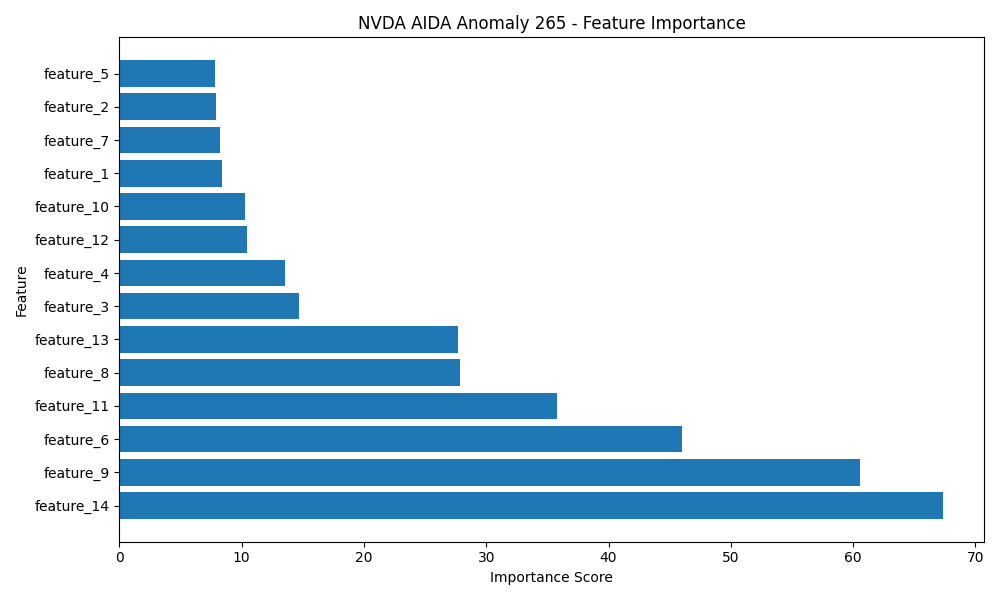 NVDA AIDA Anomaly 265 - Feature Importance
Feature
feature_5
feature_2
feature_7
feature_1
feature_10
feature_12
feature_4
feature_3
feature_13
feature_8
feature_11
feature_6
feature_9
feature_14
0 10 20 30 40 50 60 70
Importance Score